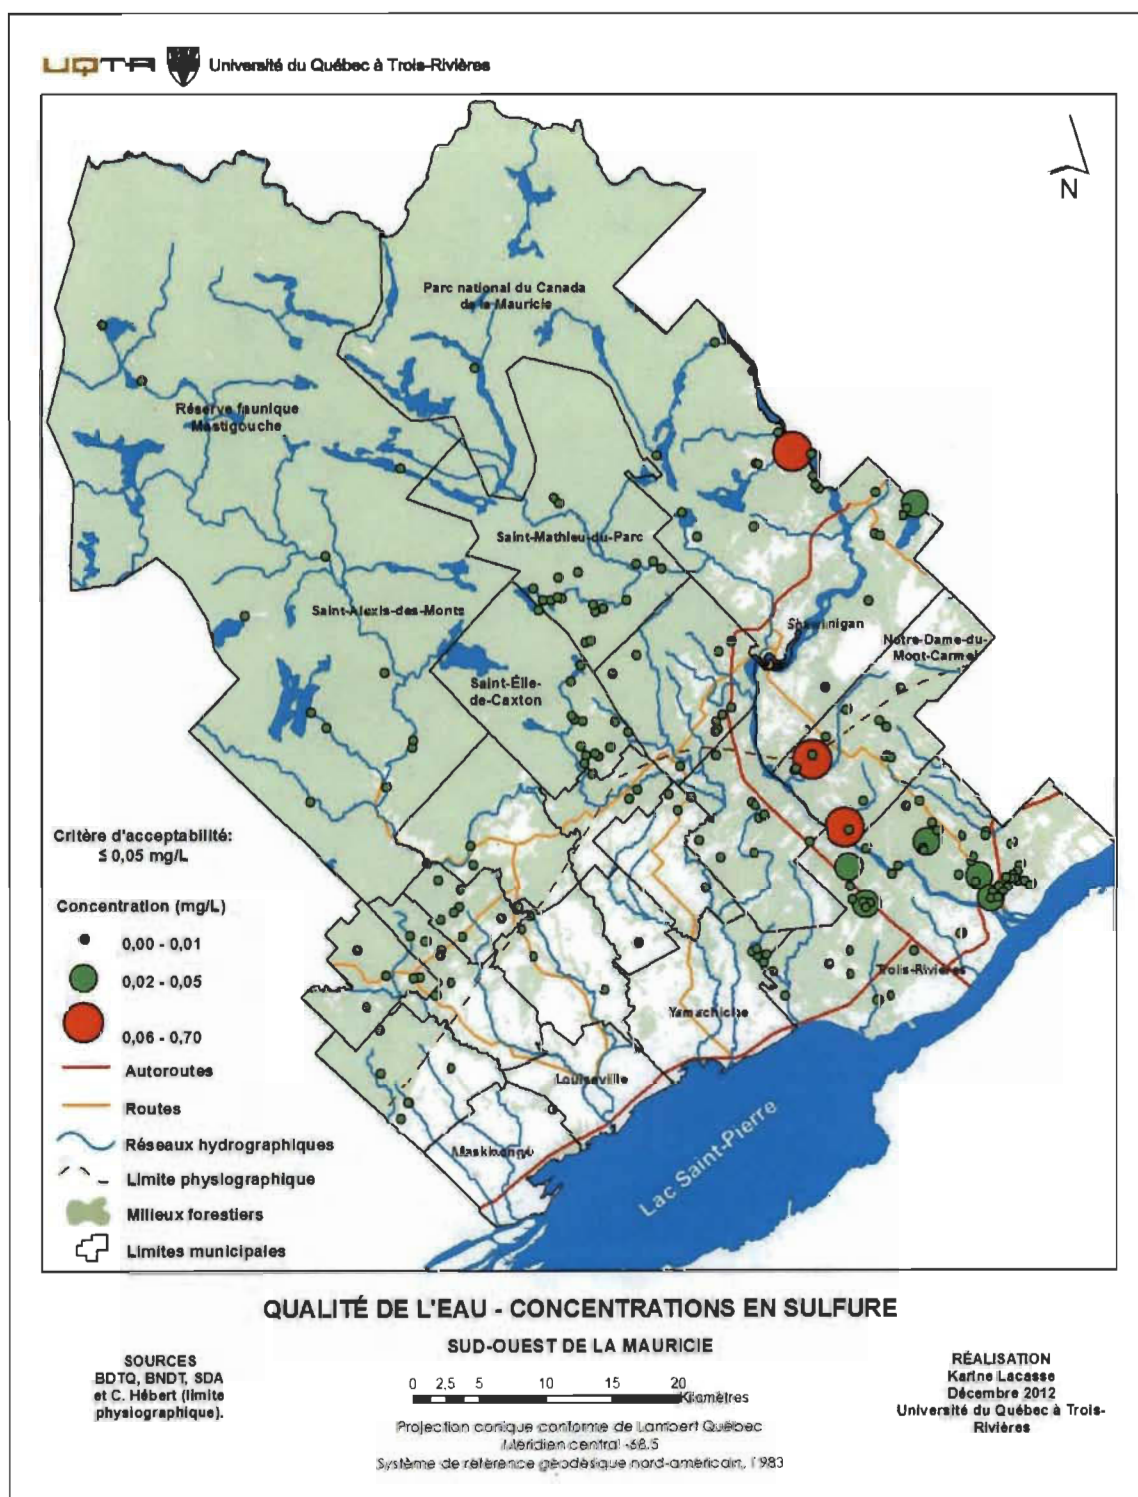 UQTR Université du Québec à Trois-Rivières
N
Parc national du Canada
de la Mauricie
Réserve faunique
Mastigouche
Saint-Mathieu-du-Parc
Saint-Alexis-des-Monts
Shawinigan
Notre-Dame-du-
Mont-Carmel
Saint-Élie-
de-Caxton
Trois-Rivières
Yamachiche
Louiseville
Maskinongé
Lac Saint-Pierre
Critère d'acceptabilité:
≤ 0,05 mg/L
Concentration (mg/L)
0,00 - 0,01
0,02 - 0,05
0,06 - 0,70
Autoroutes
Routes
Réseaux hydrographiques
Limite physiographique
Milieux forestiers
Limites municipales
QUALITÉ DE L'EAU - CONCENTRATIONS EN SULFURE
SUD-OUEST DE LA MAURICIE
SOURCES
BDTQ, BNDT, SDA
et C. Hébert (limite
physiographique).
0 2,5 5 10 15 20
Kilomètres
Projection conique conforme de Lambert Québec
Méridien central -68.5
Système de référence géodésique nord-américain, 1983
RÉALISATION
Karine Lacasse
Décembre 2012
Université du Québec à Trois-
Rivières